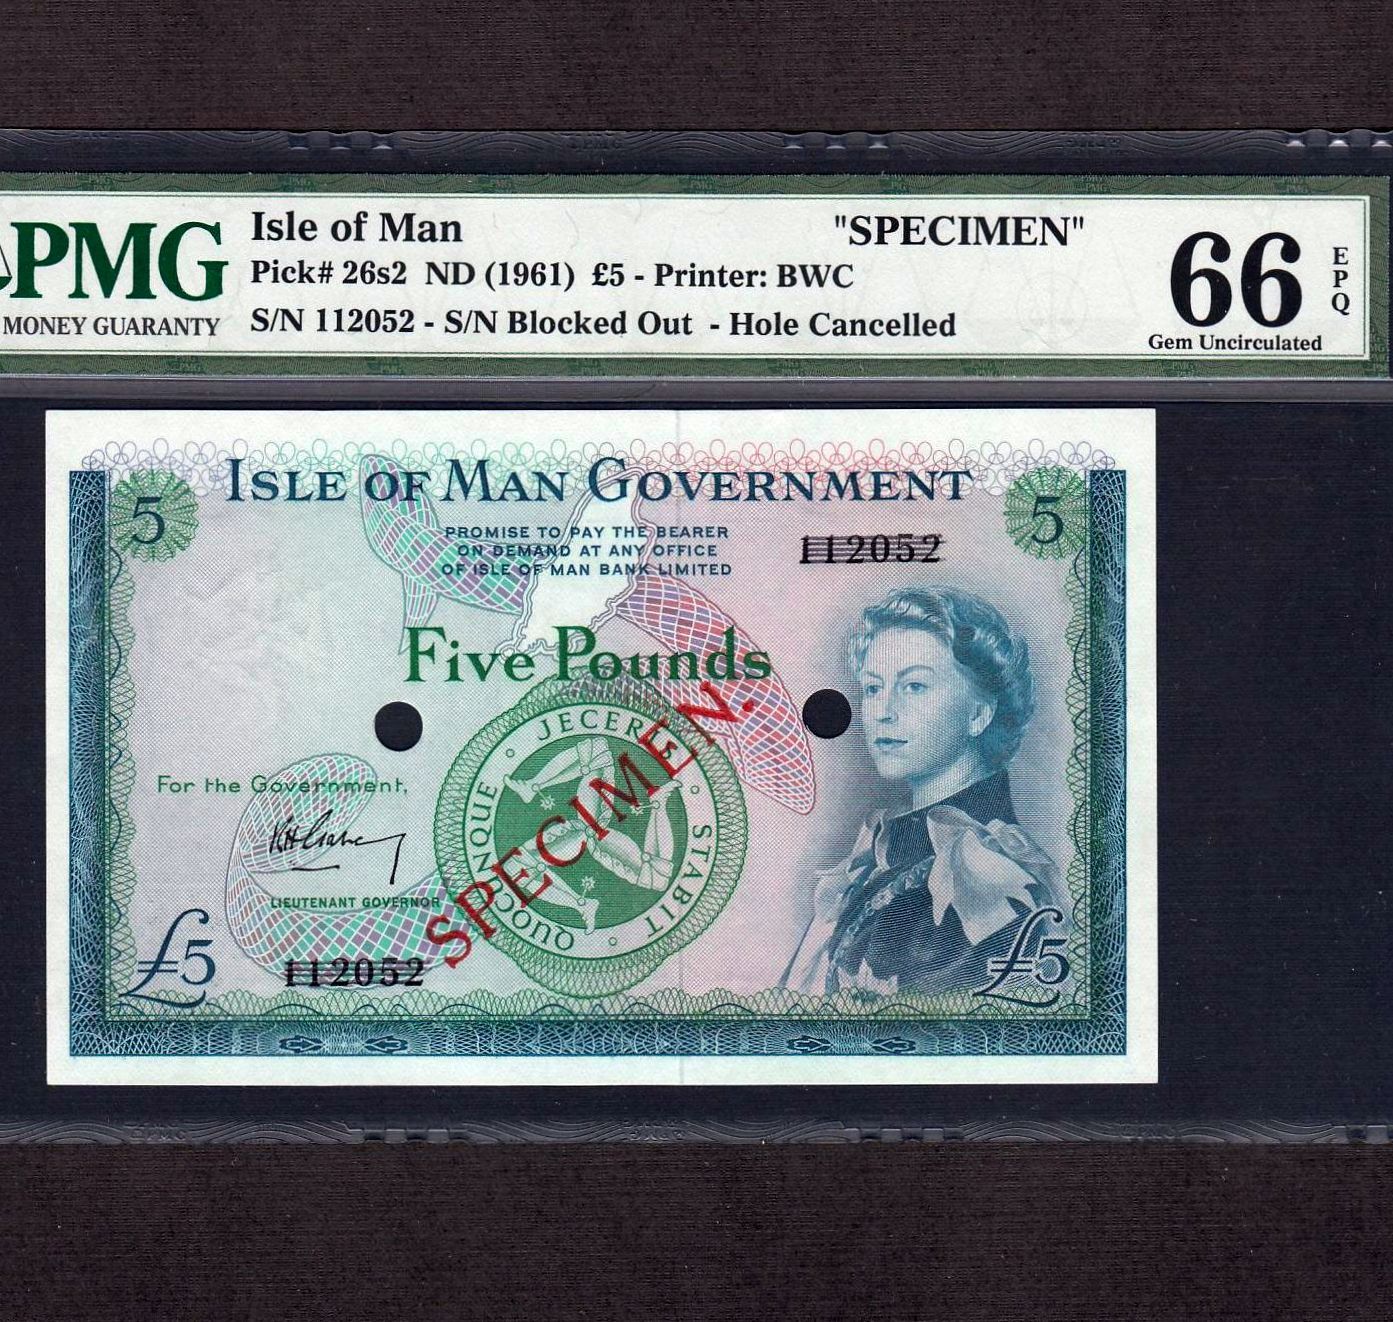 PMG
MONEY GUARANTY
Isle of Man "SPECIMEN"
Pick# 26s2 ND (1961) £5 - Printer: BWC
S/N 112052 - S/N Blocked Out - Hole Cancelled
66
EPQ
Gem Uncirculated
ISLE OF MAN GOVERNMENT
5
5
PROMISE TO PAY THE BEARER
ON DEMAND AT ANY OFFICE
OF ISLE OF MAN BANK LIMITED
112052
Five Pounds
SPECIMEN.
QUOCUNQUE · JECERIS · STABIT
For the Government,
LIEUTENANT GOVERNOR
£5
112052
£5